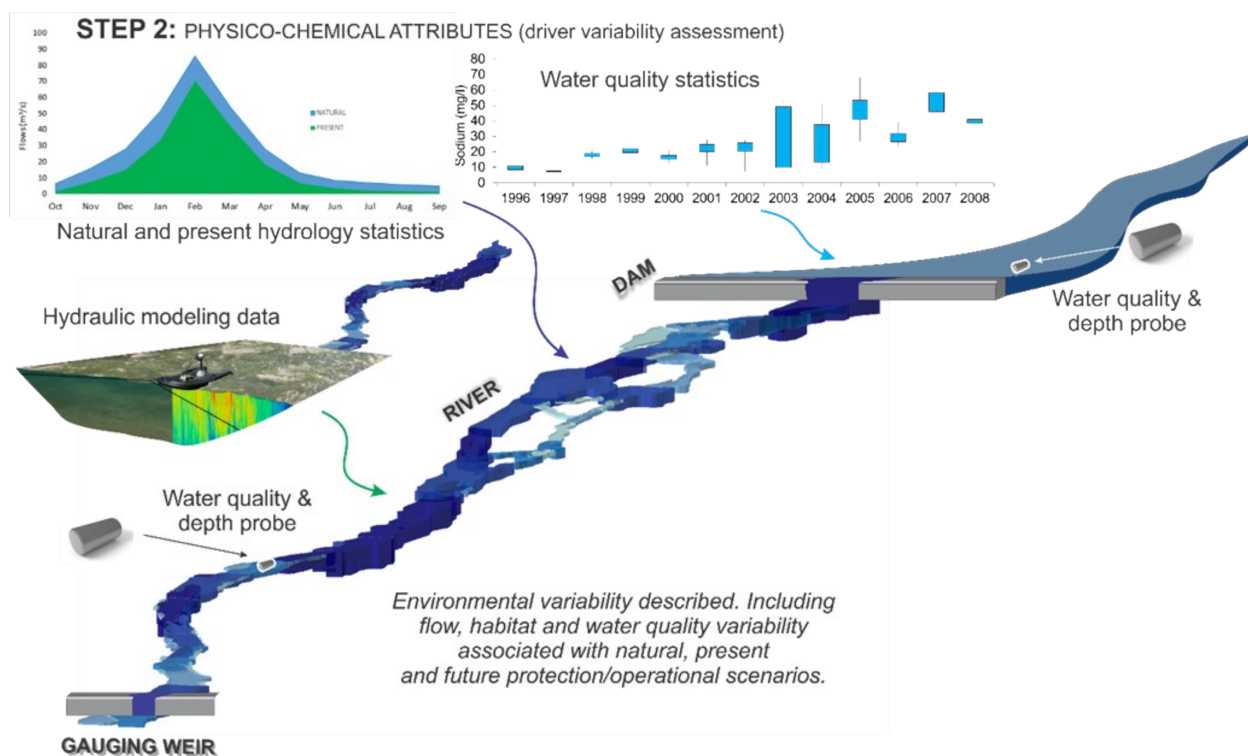 STEP 2: PHYSICO-CHEMICAL ATTRIBUTES (driver variability assessment)
100
90
80
70
60
50
40
30
20
10
0
Flows(m³/s)
NATURAL
PRESENT
Oct Nov Dec Jan Feb Mar Apr May Jun Jul Aug Sep
Natural and present hydrology statistics
Water quality statistics
Sodium (mg/l)
80
70
60
50
40
30
20
10
0
1996 1997 1998 1999 2000 2001 2002 2003 2004 2005 2006 2007 2008
DAM
Water quality &
depth probe
Hydraulic modeling data
RIVER
Water quality &
depth probe
Environmental variability described. Including
flow, habitat and water quality variability
associated with natural, present
and future protection/operational scenarios.
GAUGING WEIR